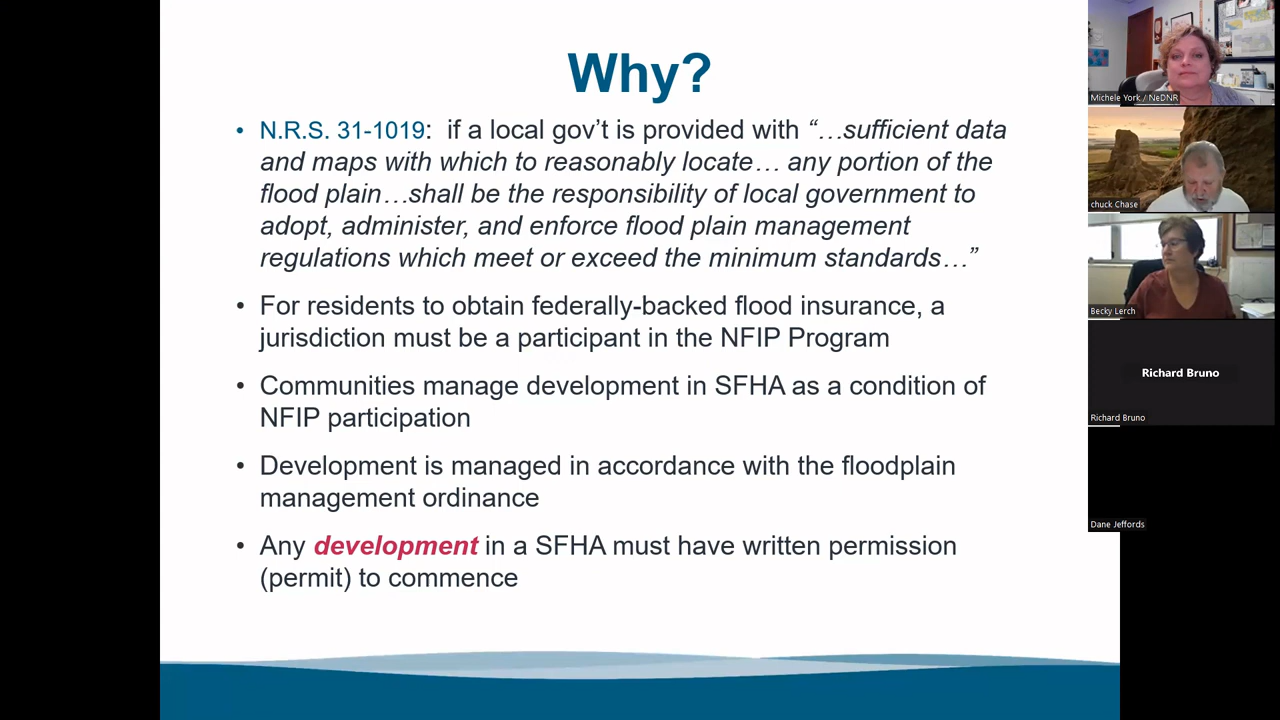 Why?
• N.R.S. 31-1019: if a local gov’t is provided with “…sufficient data
and maps with which to reasonably locate… any portion of the
flood plain…shall be the responsibility of local government to
adopt, administer, and enforce flood plain management
regulations which meet or exceed the minimum standards…”
• For residents to obtain federally-backed flood insurance, a
jurisdiction must be a participant in the NFIP Program
• Communities manage development in SFHA as a condition of
NFIP participation
• Development is managed in accordance with the floodplain
management ordinance
• Any development in a SFHA must have written permission
(permit) to commence
Michele York / NeDNR
chuck Chase
Becky Lerch
Richard Bruno
Richard Bruno
Dane Jeffords